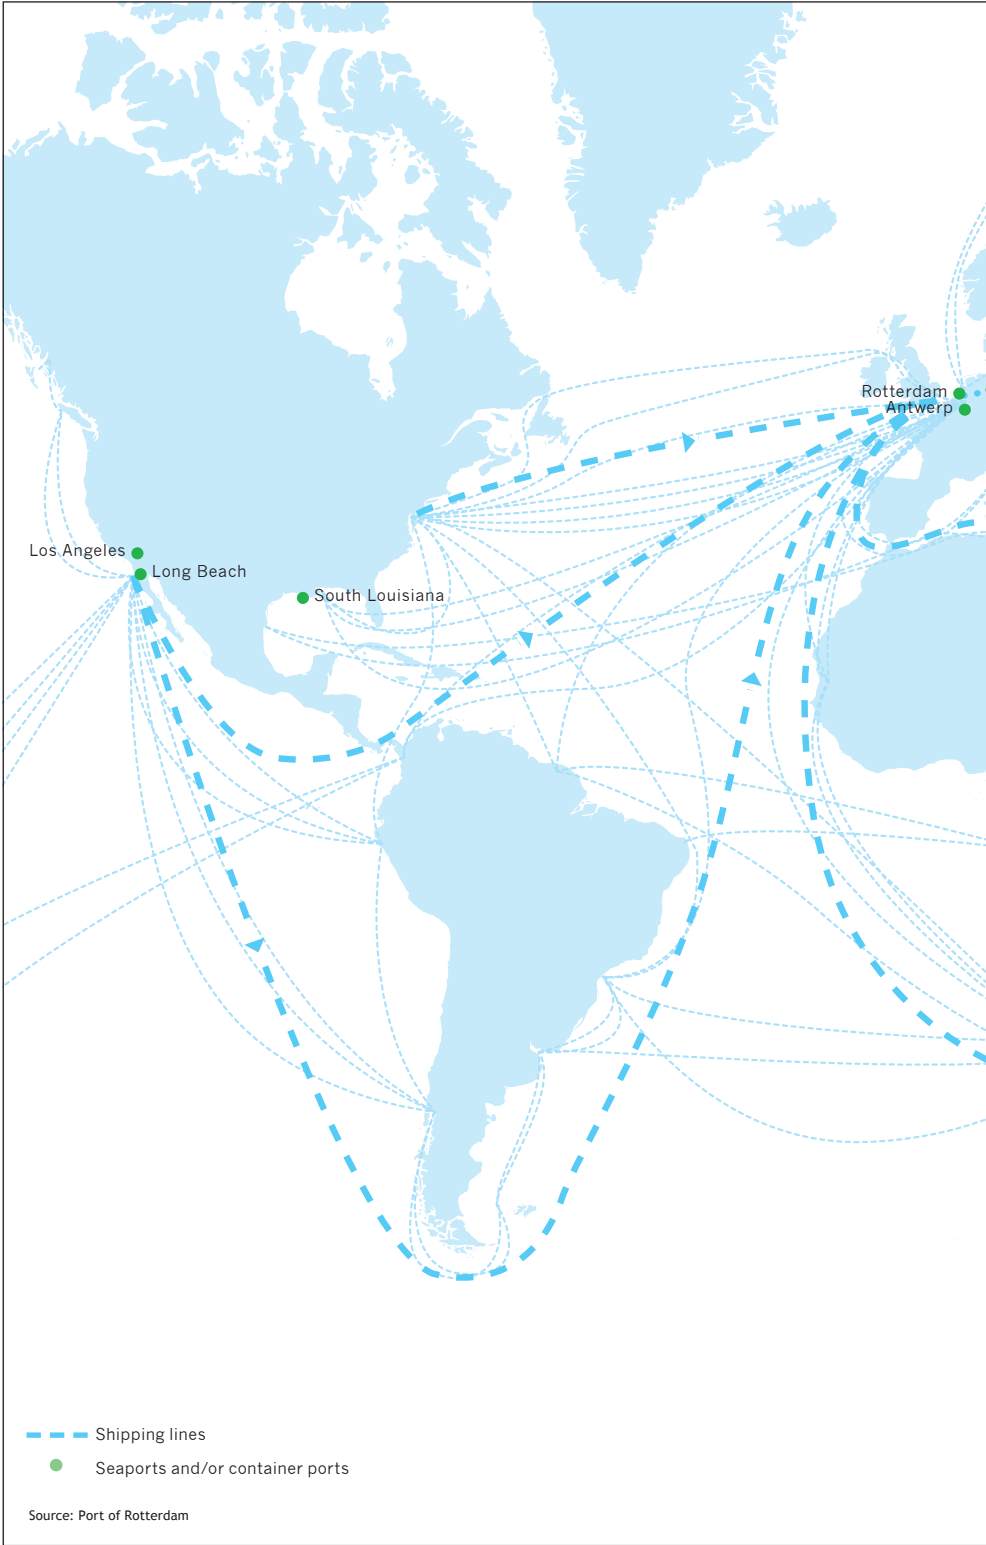 Rotterdam
Antwerp
Los Angeles
Long Beach
South Louisiana
Shipping lines
Seaports and/or container ports
Source: Port of Rotterdam